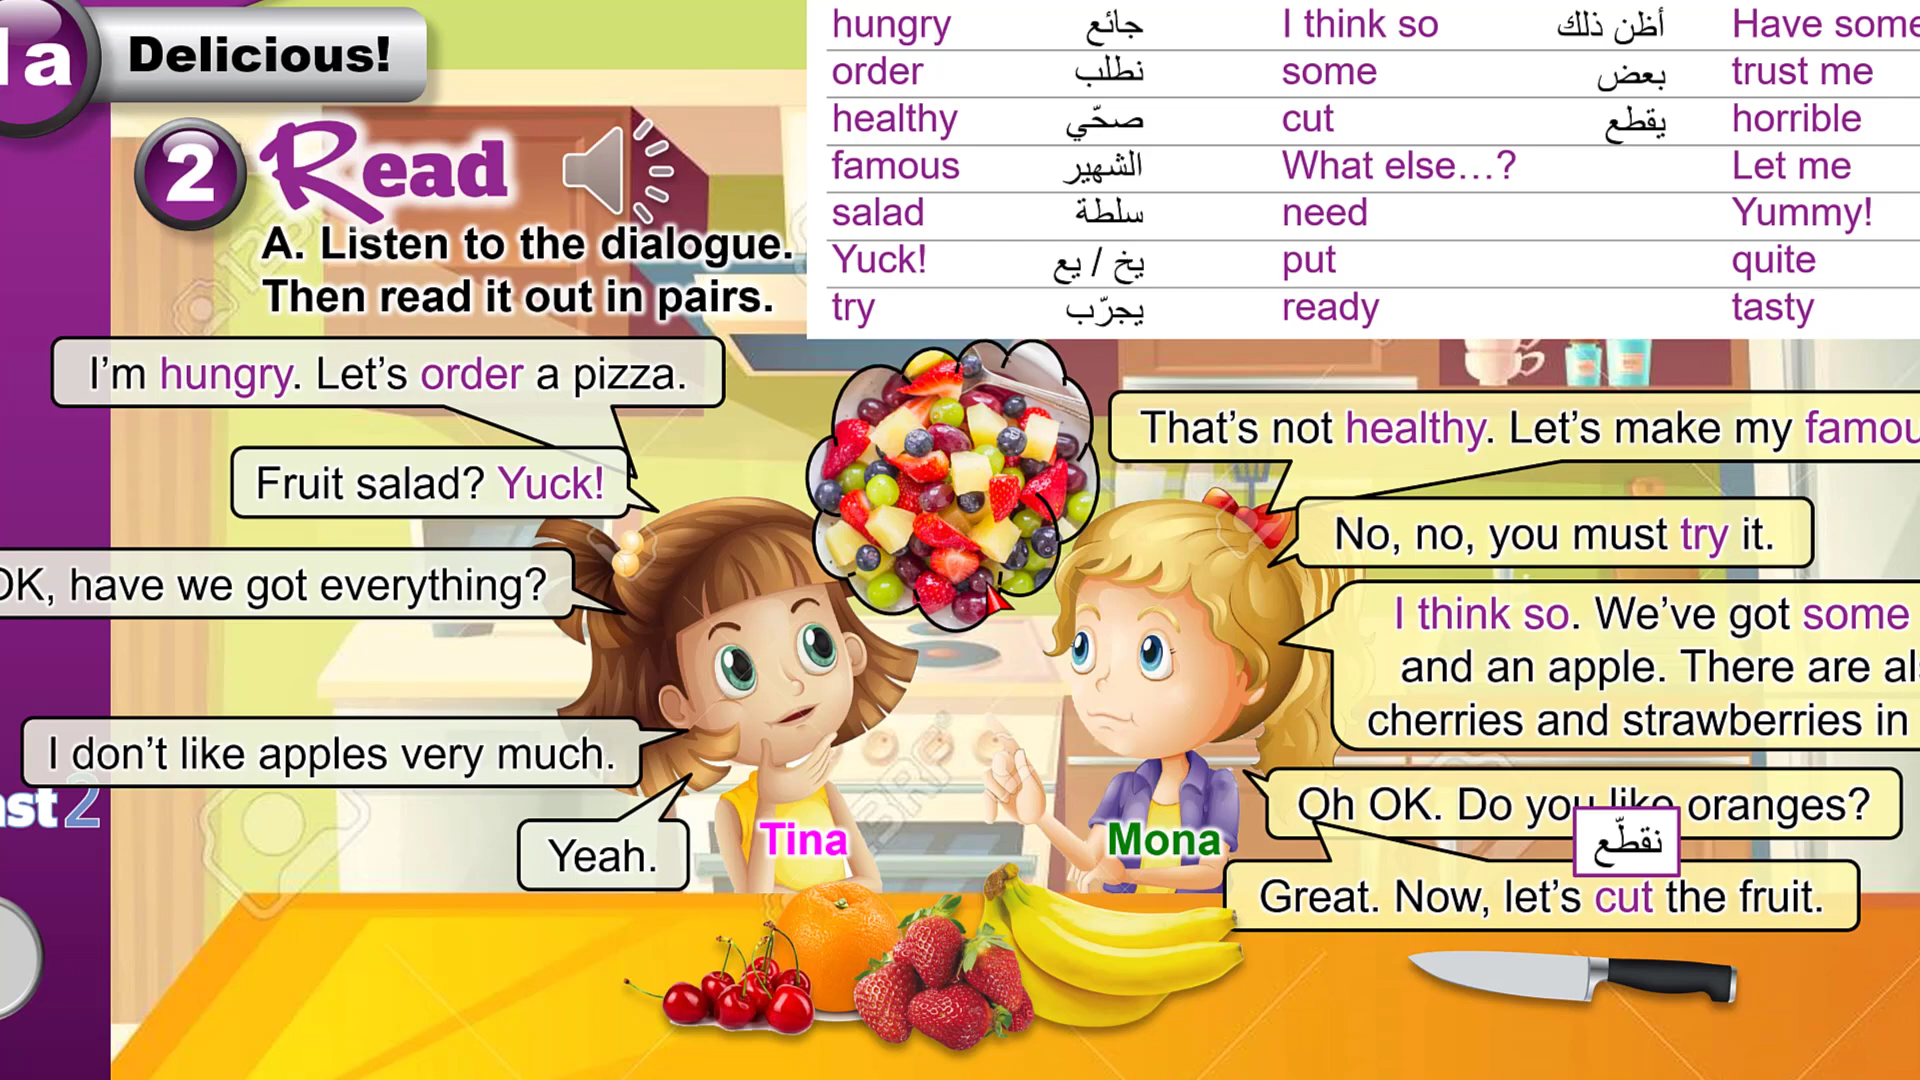 1a Delicious!
2 Read
A. Listen to the dialogue.
Then read it out in pairs.
hungry جائع I think so أظن ذلك Have some
order نطلب some بعض trust me
healthy صحّي cut يقطع horrible
famous الشهير What else…? Let me
salad سلطة need Yummy!
Yuck! يخ / يع put quite
try يجرّب ready tasty
I'm hungry. Let's order a pizza.
That's not healthy. Let's make my
Fruit salad? Yuck!
No, no, you must try it.
OK, have we got everything?
I think so. We've got some
and an apple. There are
cherries and strawberries in
I don't like apples very much.
Oh OK. Do you like oranges?
Yeah.
نقطّع
Great. Now, let's cut the fruit.
Tina
Mona